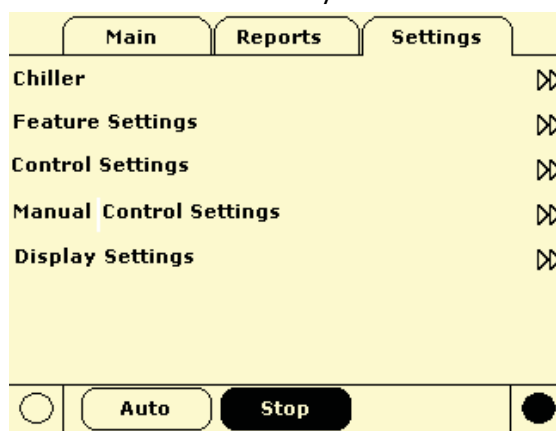 Main Reports Settings
Chiller
Feature Settings
Control Settings
Manual Control Settings
Display Settings
Auto Stop